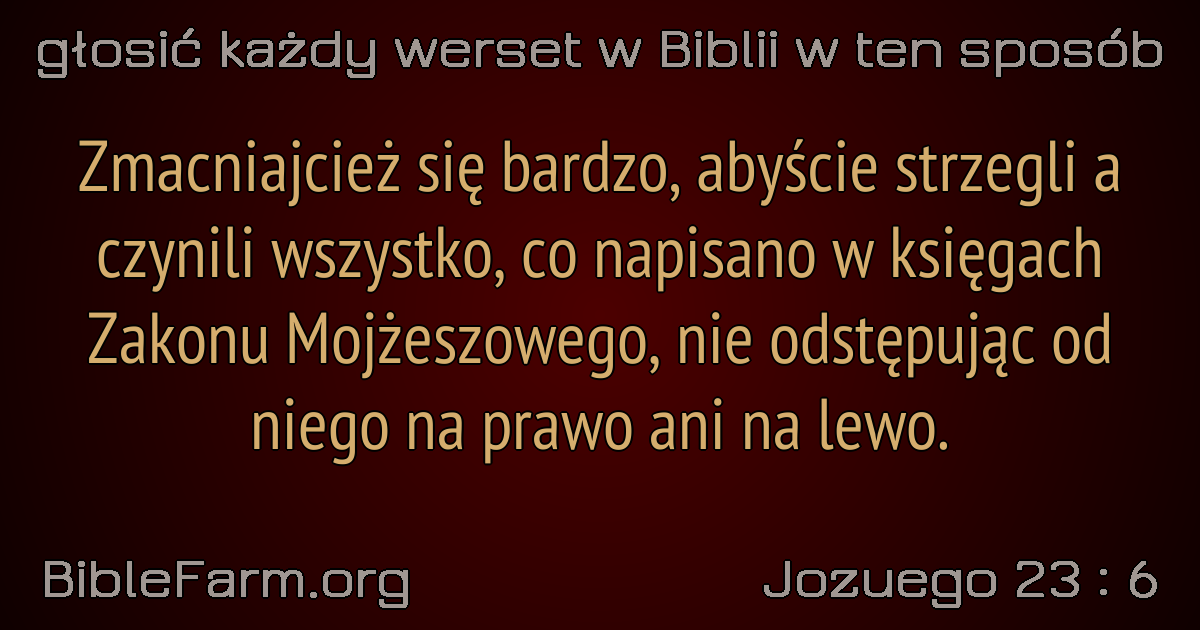 głosić każdy werset w Biblii w ten sposób
Zmacniajcież się bardzo, abyście strzegli a
czynili wszystko, co napisano w księgach
Zakonu Mojżeszowego, nie odstępując od
niego na prawo ani na lewo.
BibleFarm.org
Jozuego 23 : 6